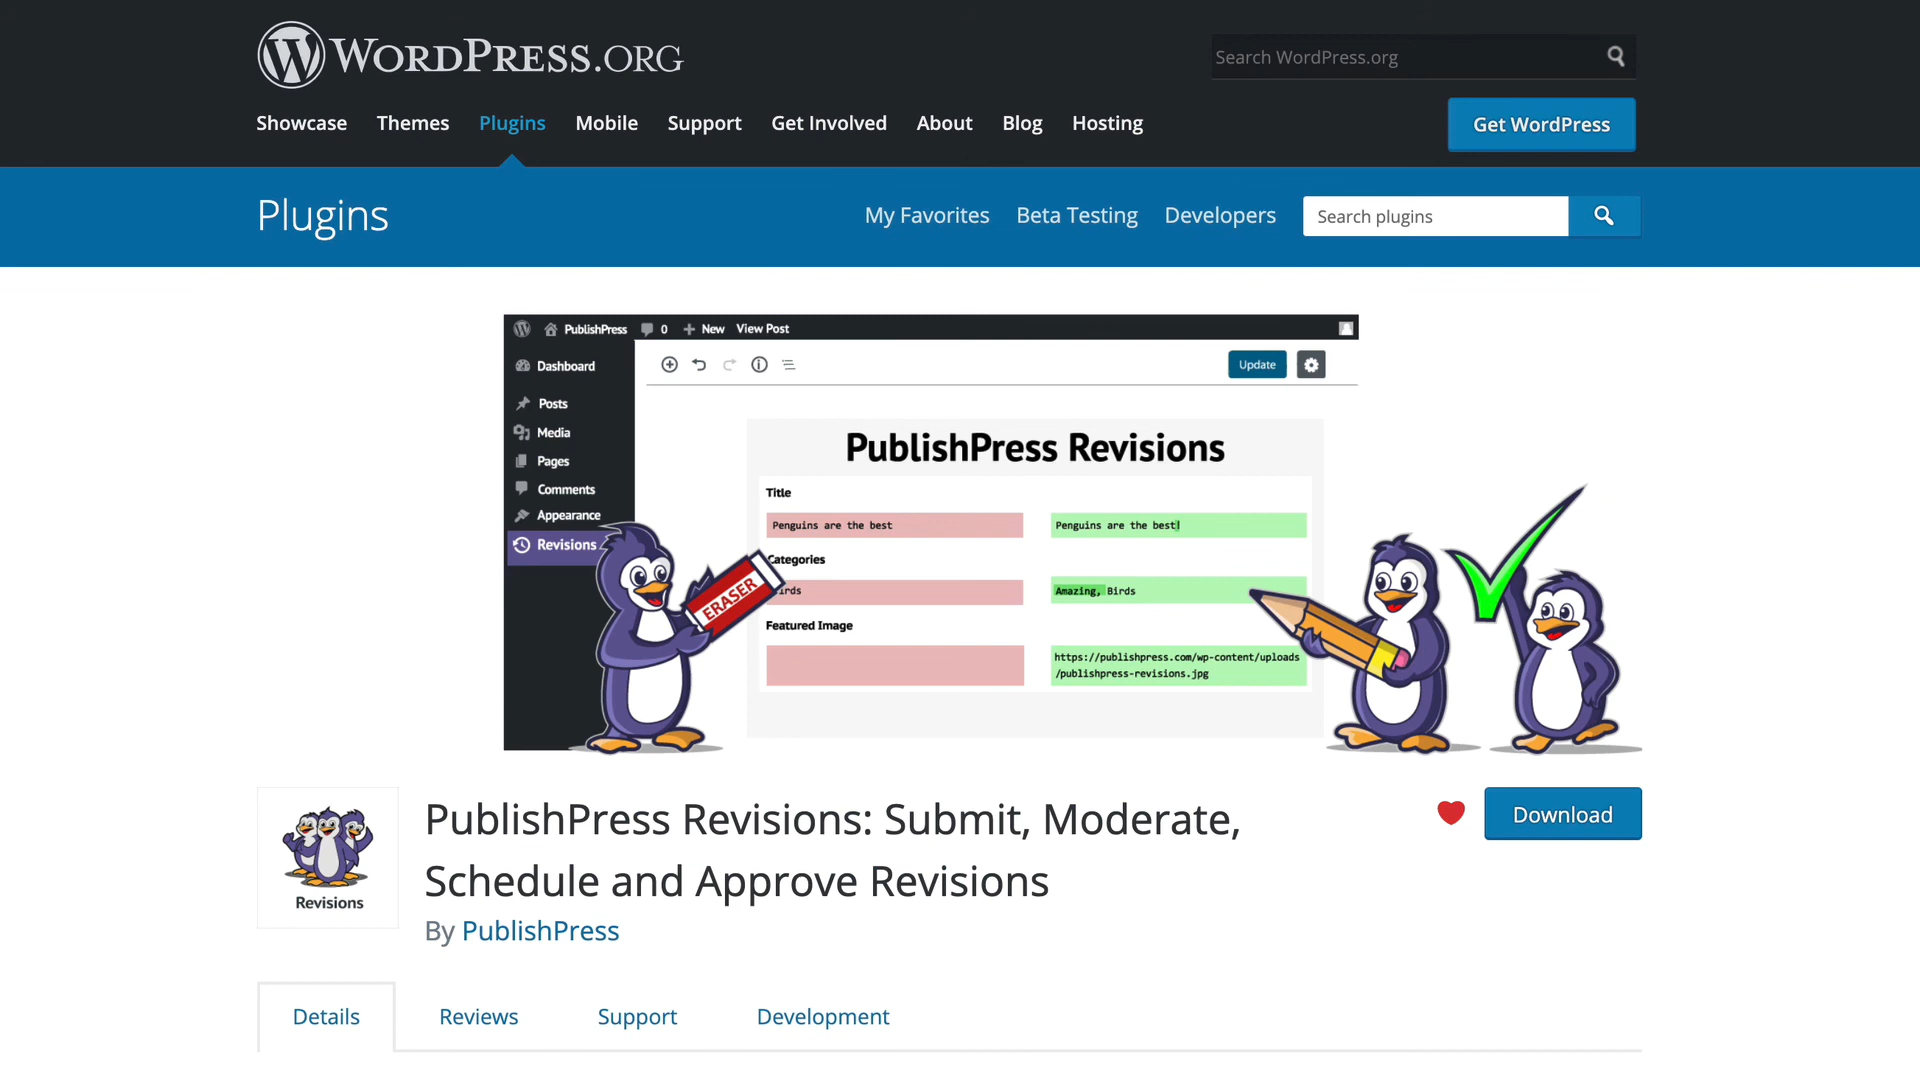 WORDPRESS.ORG
Search WordPress.org
Showcase Themes Plugins Mobile Support Get Involved About Blog Hosting
Get WordPress
Plugins
My Favorites Beta Testing Developers
Search plugins
PublishPress 0 New View Post
Dashboard
Update
Posts
Media
Pages
Comments
Appearance
Revisions
PublishPress Revisions
Title
Penguins are the best
Penguins are the best!
Categories
Amazing, Birds
ERASER
Featured Image
https://publishpress.com/wp-content/uploads
/publishpress-revisions.jpg
Revisions
PublishPress Revisions: Submit, Moderate,
Schedule and Approve Revisions
By PublishPress
Download
Details Reviews Support Development